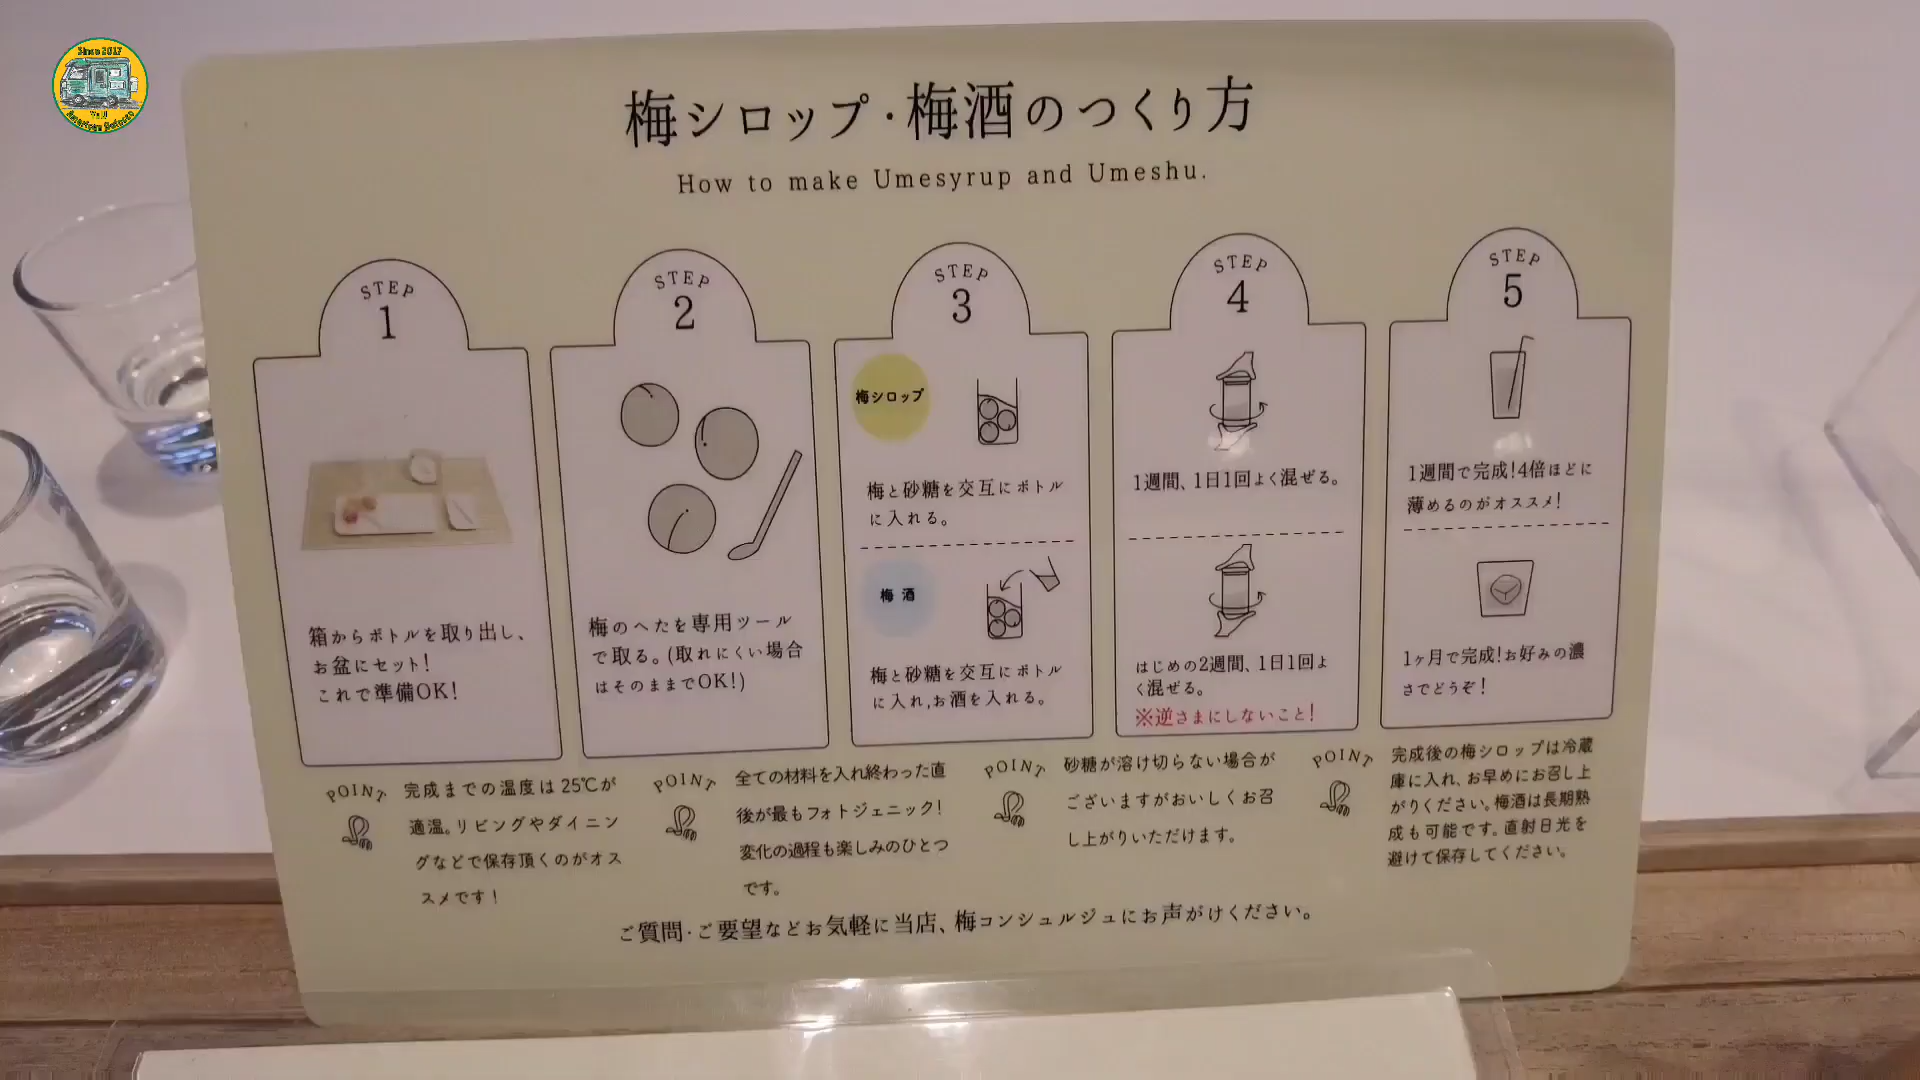 Since 2017
梅シロップ・梅酒のつくり方
How to make Umesyrup and Umeshu.
STEP
1
箱からボトルを取り出し、
お盆にセット!
これで準備OK!
STEP
2
梅のへたを専用ツール
で取る。(取れにくい場合
はそのままでOK!)
STEP
3
梅シロップ
梅と砂糖を交互にボトル
に入れる。
梅酒
梅と砂糖を交互にボトル
に入れ,お酒を入れる。
STEP
4
1週間、1日1回よく混ぜる。
はじめの2週間、1日1回よ
く混ぜる。
※逆さまにしないこと!
STEP
5
1週間で完成!4倍ほどに
薄めるのがオススメ!
1ヶ月で完成!お好みの濃
さでどうぞ!
POINT
完成までの温度は25℃が
適温。リビングやダイニン
グなどで保存頂くのがオス
スメです!
POINT
全ての材料を入れ終わった直
後が最もフォトジェニック!
変化の過程も楽しみのひとつ
です。
POINT
砂糖が溶け切らない場合が
ございますがおいしくお召
し上がりいただけます。
POINT
完成後の梅シロップは冷蔵
庫に入れ、お早めにお召し上
がりください。梅酒は長期熟
成も可能です。直射日光を
避けて保存してください。
ご質問・ご要望などお気軽に当店、梅コンシェルジュにお声がけください。